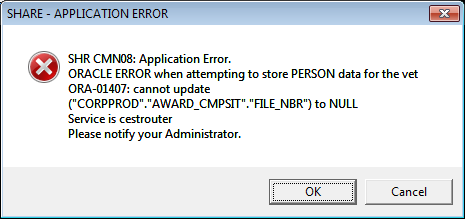 SHARE - APPLICATION ERROR
SHR CMN08: Application Error.
ORACLE ERROR when attempting to store PERSON data for the vet
ORA-01407: cannot update
("CORPPROD"."AWARD_CMPSIT"."FILE_NBR") to NULL
Service is cestrouter
Please notify your Administrator.
OK
Cancel